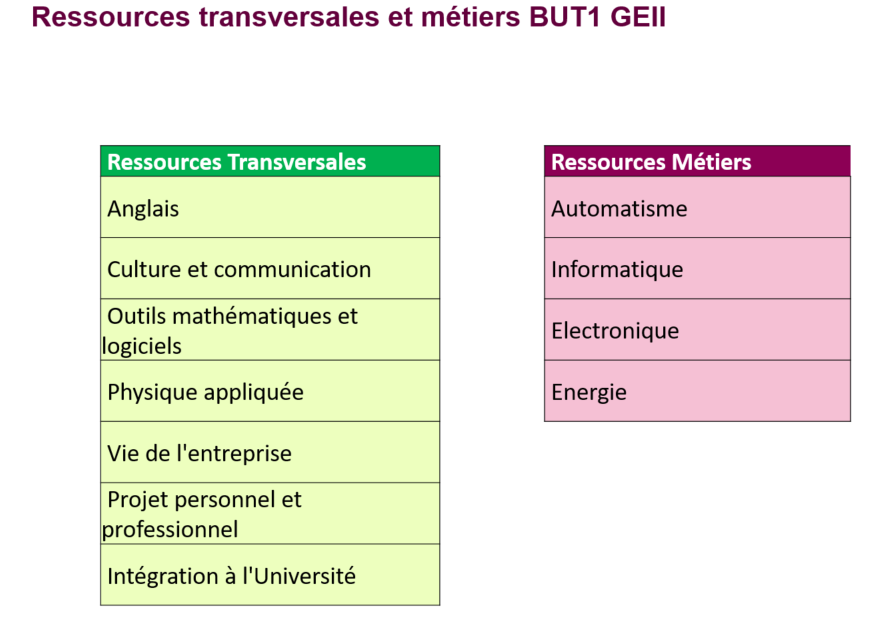 Ressources transversales et métiers BUT1 GEII
Ressources Transversales
Anglais
Culture et communication
Outils mathématiques et
logiciels
Physique appliquée
Vie de l'entreprise
Projet personnel et
professionnel
Intégration à l'Université
Ressources Métiers
Automatisme
Informatique
Electronique
Energie